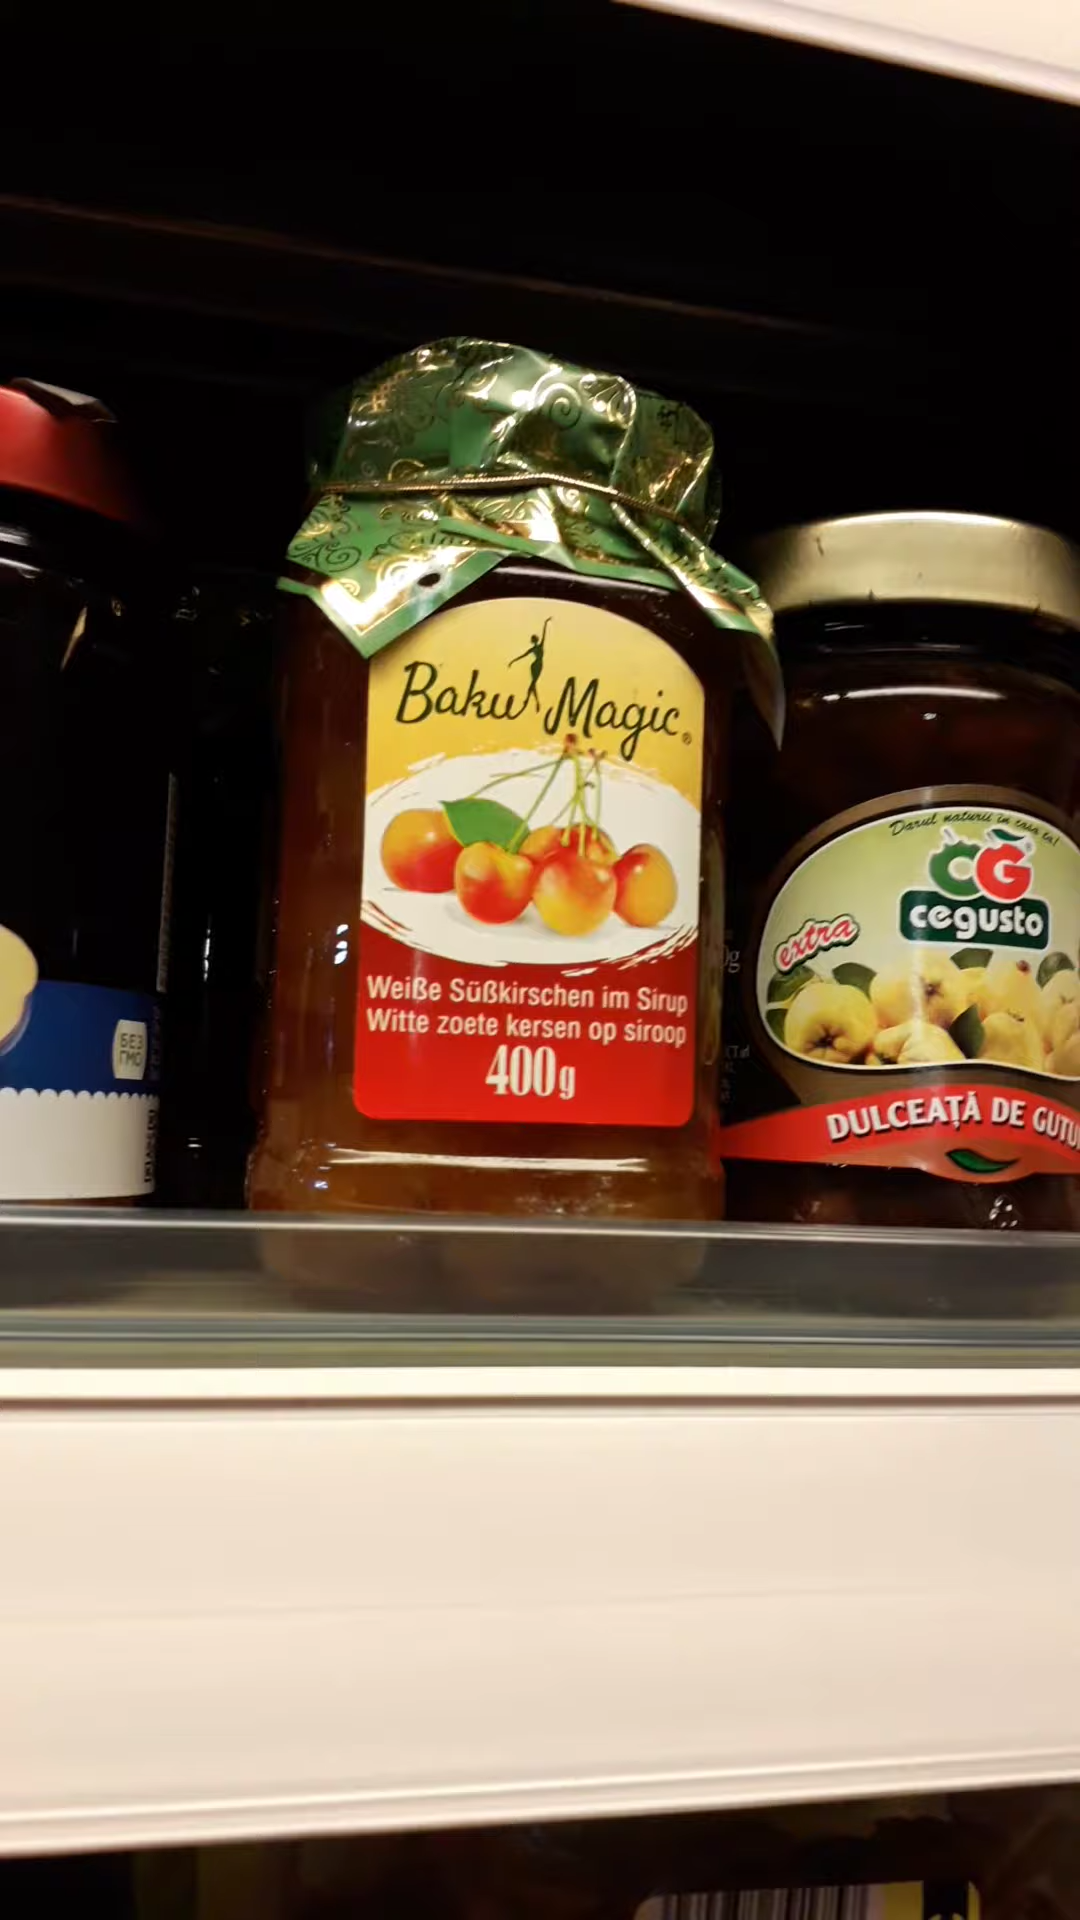 Baku Magic®
Weiße Süßkirschen im Sirup
Witte zoete kersen op siroop
400g
БЕЗ
ГМО
Darul naturii în casa ta!
CG
cegusto
extra
DULCEAȚĂ DE GUTU